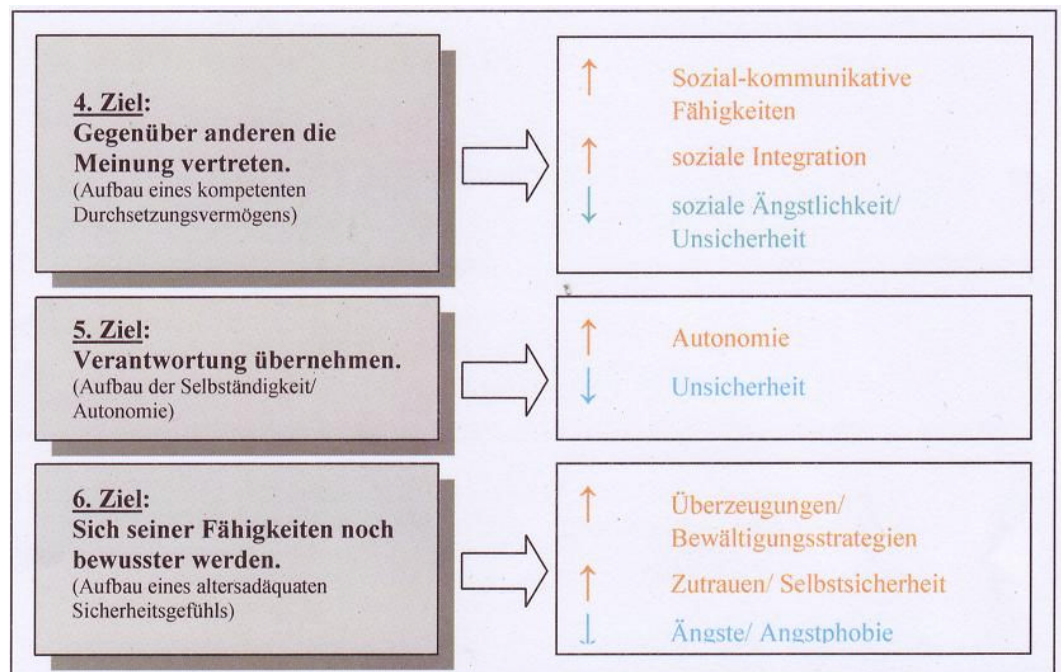 4. Ziel:
Gegenüber anderen die
Meinung vertreten.
(Aufbau eines kompetenten
Durchsetzungsvermögens)
↑ Sozial-kommunikative
Fähigkeiten
↑ soziale Integration
↓ soziale Ängstlichkeit/
Unsicherheit
5. Ziel:
Verantwortung übernehmen.
(Aufbau der Selbständigkeit/
Autonomie)
↑ Autonomie
↓ Unsicherheit
6. Ziel:
Sich seiner Fähigkeiten noch
bewusster werden.
(Aufbau eines altersadäquaten
Sicherheitsgefühls)
↑ Überzeugungen/
Bewältigungsstrategien
↑ Zutrauen/ Selbstsicherheit
↓ Ängste/ Angstphobie